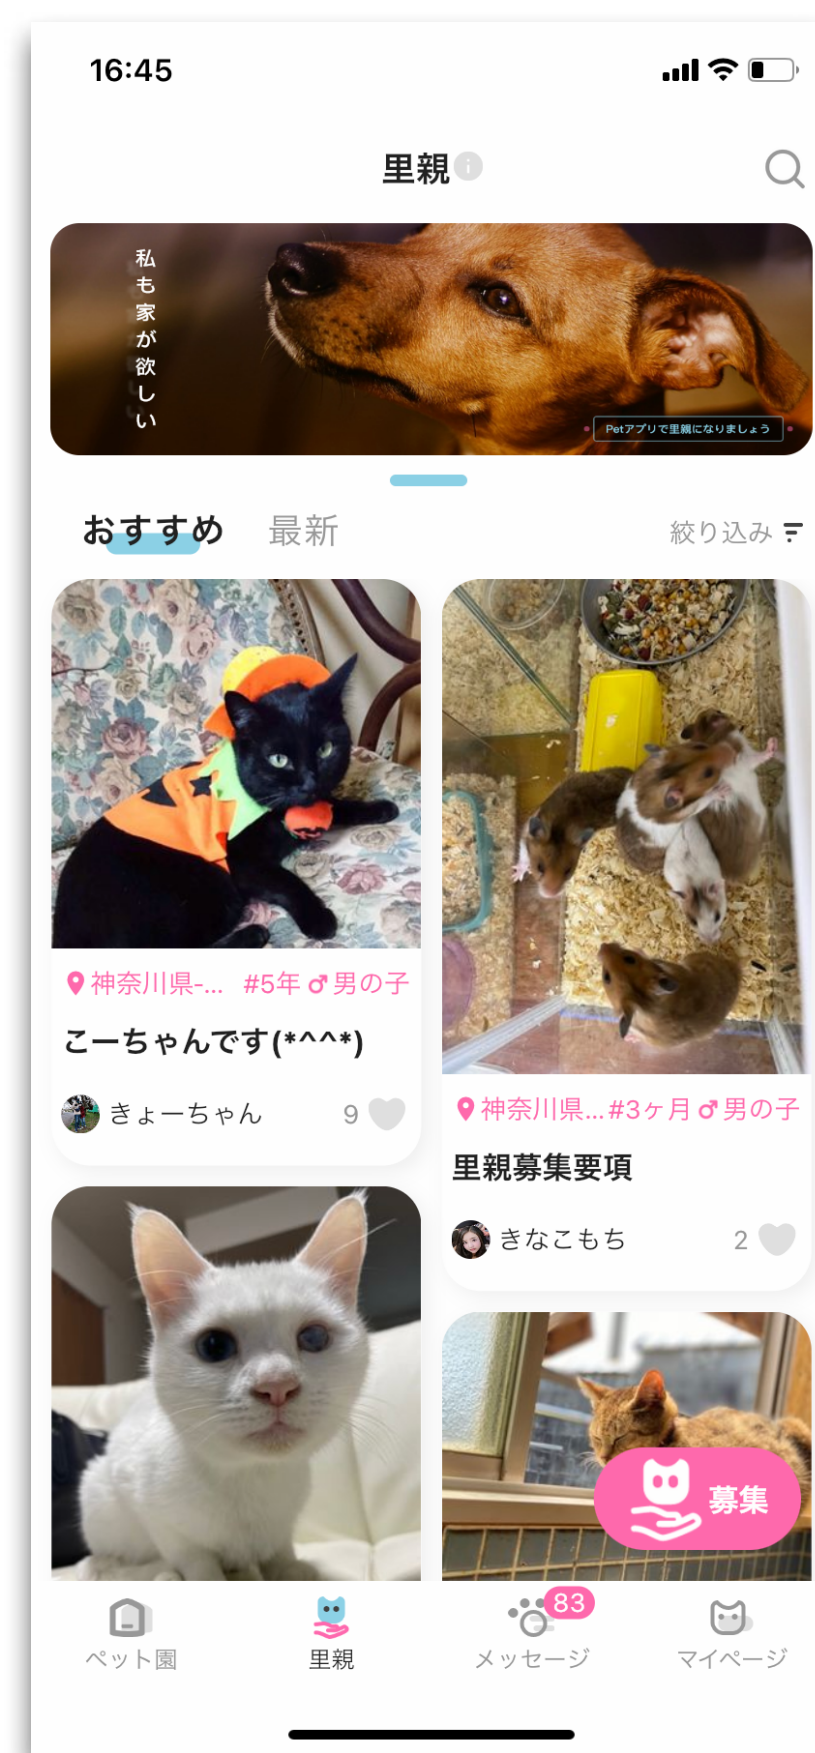 16:45
里親
私も家が欲しい
Petアプリで里親になりましょう
おすすめ 最新 絞り込み
神奈川県-... #5年 ♂男の子
こーちゃんです(*^^*)
きょーちゃん 9
神奈川県...#3ヶ月 ♂男の子
里親募集要項
きなこもち 2
募集
83
ペット園 里親 メッセージ マイページ